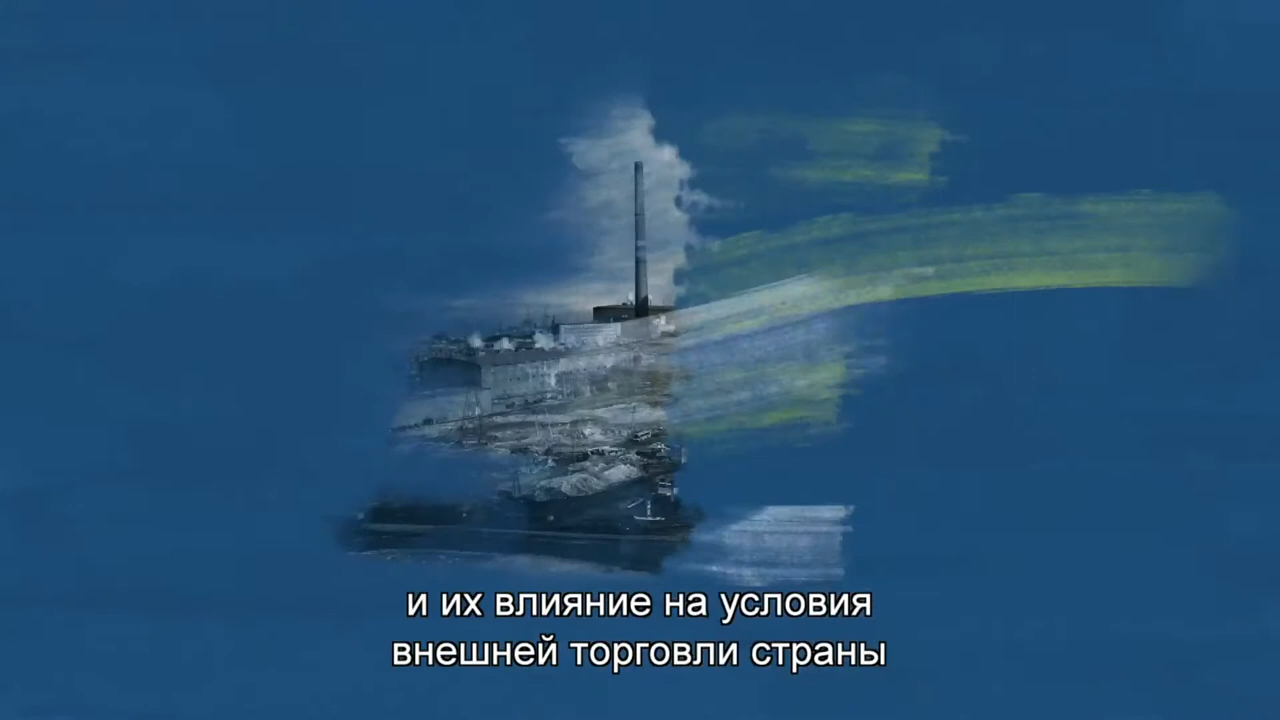 и их влияние на условия
внешней торговли страны